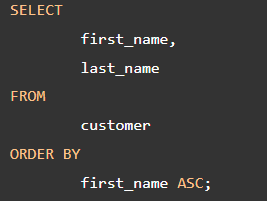 SELECT
first_name,
last_name
FROM
customer
ORDER BY
first_name ASC;